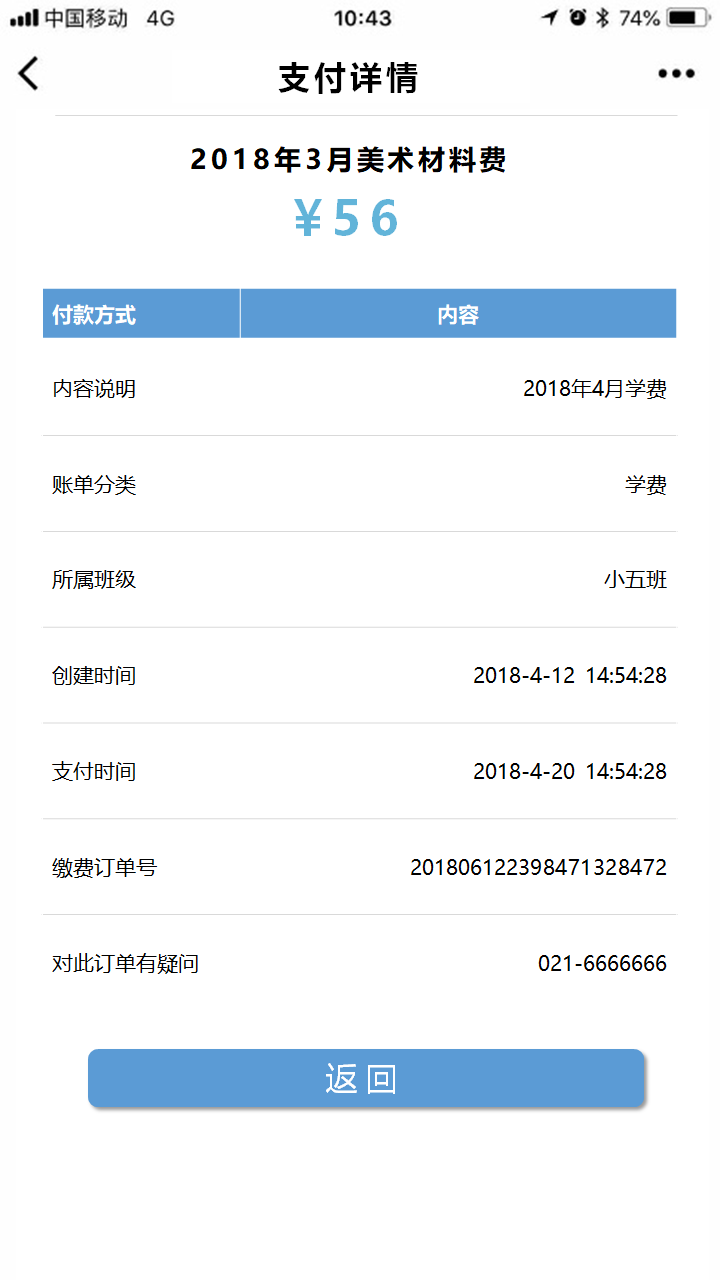 中国移动 4G 10:43 74%
支付详情
2018年3月美术材料费
¥56
付款方式 内容
内容说明 2018年4月学费
账单分类 学费
所属班级 小五班
创建时间 2018-4-12 14:54:28
支付时间 2018-4-20 14:54:28
缴费订单号 201806122398471328472
对此订单有疑问 021-6666666
返回